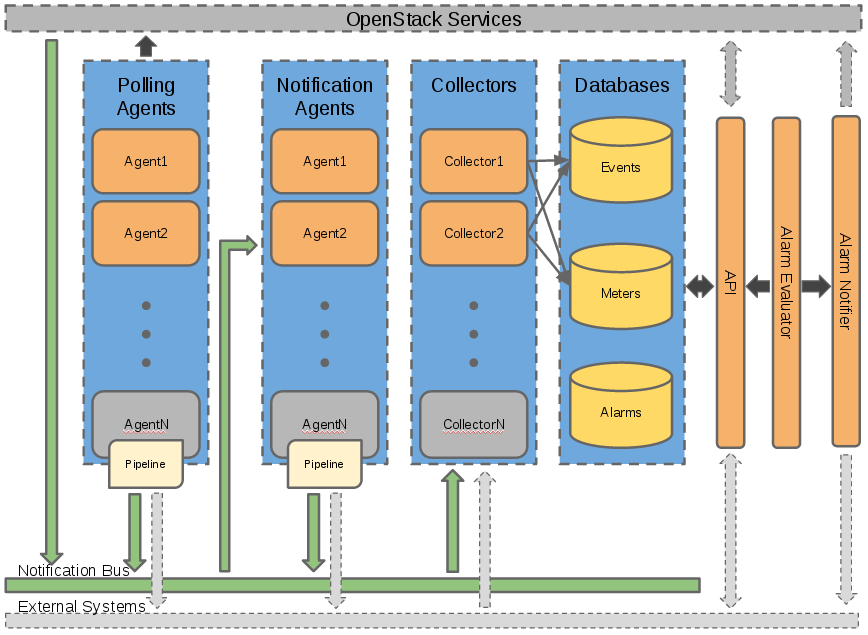 OpenStack Services
Polling
Agents
Agent1
Agent2
AgentN
Pipeline
Notification
Agents
Agent1
Agent2
AgentN
Pipeline
Collectors
Collector1
Collector2
CollectorN
Databases
Events
Meters
Alarms
API
Alarm Evaluator
Alarm Notifier
Notification Bus
External Systems